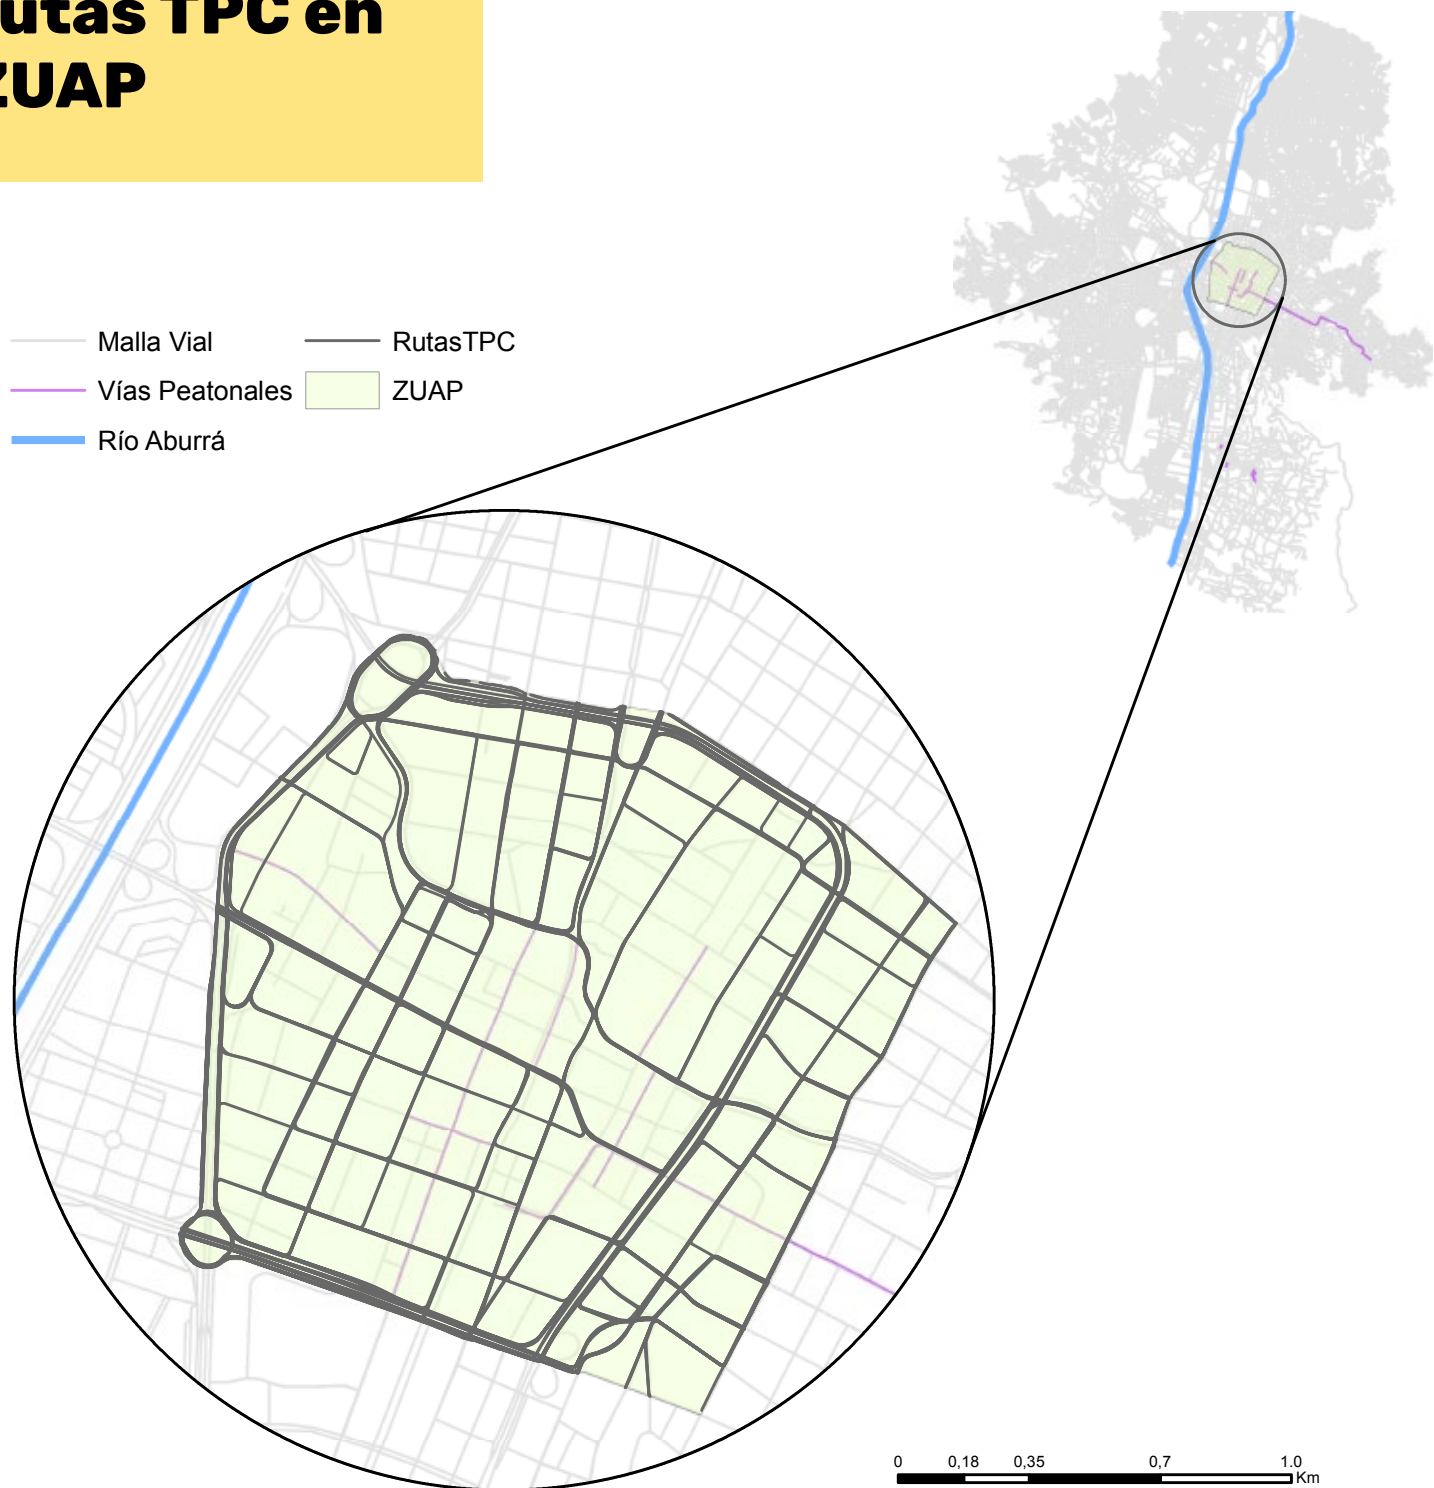 utas TPC en
ZUAP
Malla Vial
RutasTPC
Vías Peatonales
ZUAP
Río Aburrá
0 0,18 0,35 0,7 1.0
Km